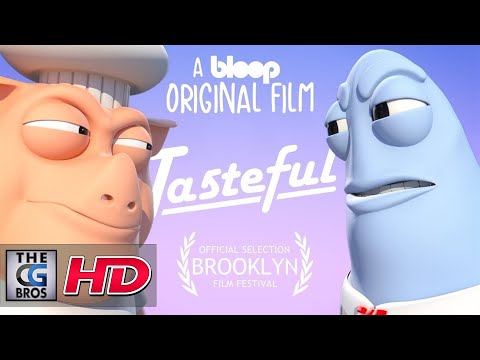 A bloop
ORIGINAL FILM
Tasteful
OFFICIAL SELECTION
BROOKLYN
FILM FESTIVAL
THE
CG
BROS
HD